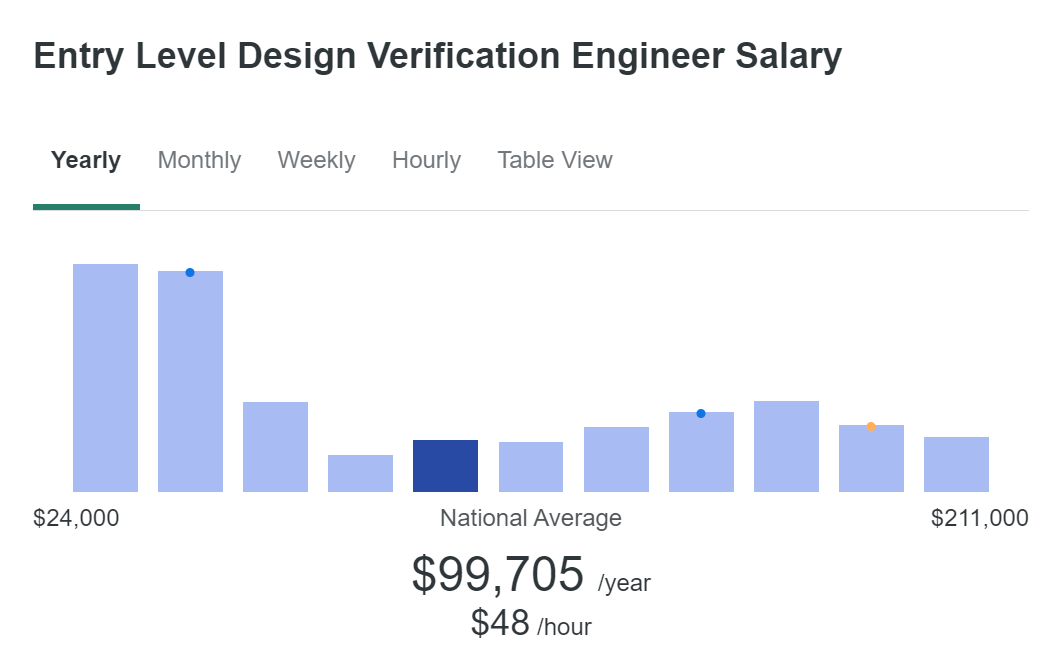 Entry Level Design Verification Engineer Salary
Yearly Monthly Weekly Hourly Table View
$24,000 National Average $211,000
$99,705 /year
$48 /hour